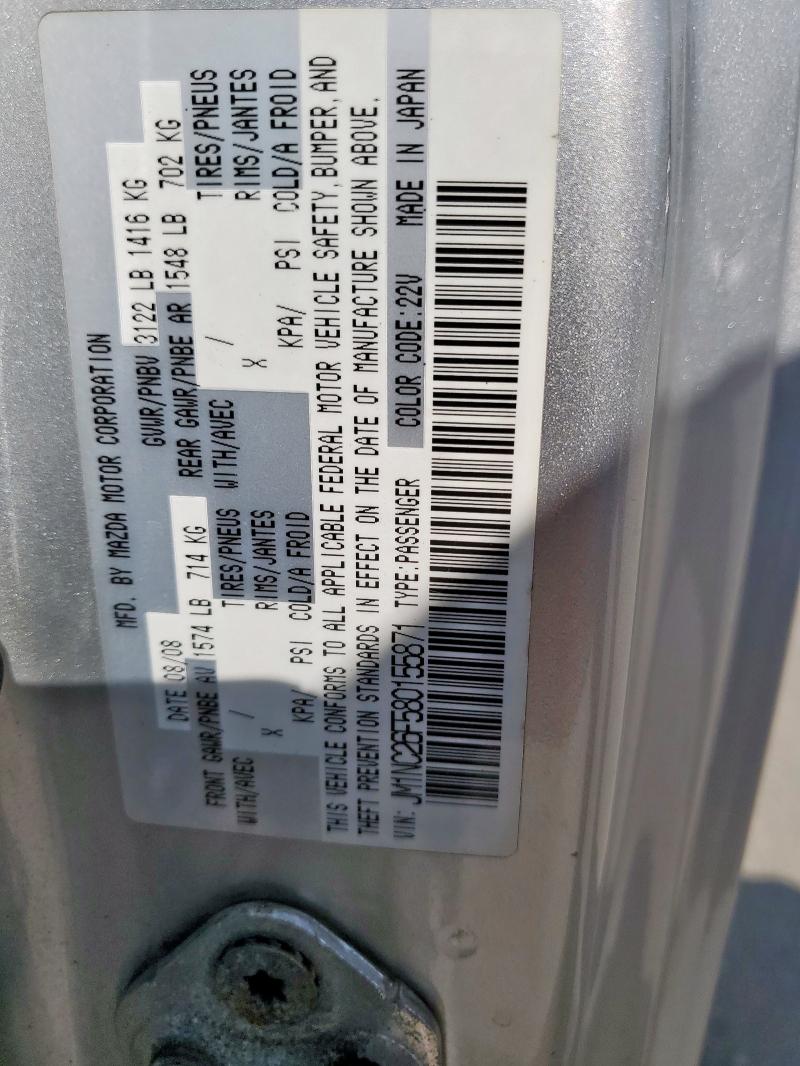 MFD. BY MAZDA MOTOR CORPORATION
DATE 08/08 GVWR/PNBV 3122 LB 1416 KG
FRONT GAWR/PNBE AV 1574 LB 714 KG REAR GAWR/PNBE AR 1548 LB 702 KG
WITH/AVEC / TIRES/PNEUS WITH/AVEC / TIRES/PNEUS
X RIMS/JANTES X RIMS/JANTES
KPA/ PSI COLD/A FROID KPA/ PSI COLD/A FROID
THIS VEHICLE CONFORMS TO ALL APPLICABLE FEDERAL MOTOR VEHICLE SAFETY, BUMPER, AND
THEFT PREVENTION STANDARDS IN EFFECT ON THE DATE OF MANUFACTURE SHOWN ABOVE.
VIN: JM1NC26F580155871 TYPE:PASSENGER COLOR CODE:22V MADE IN JAPAN